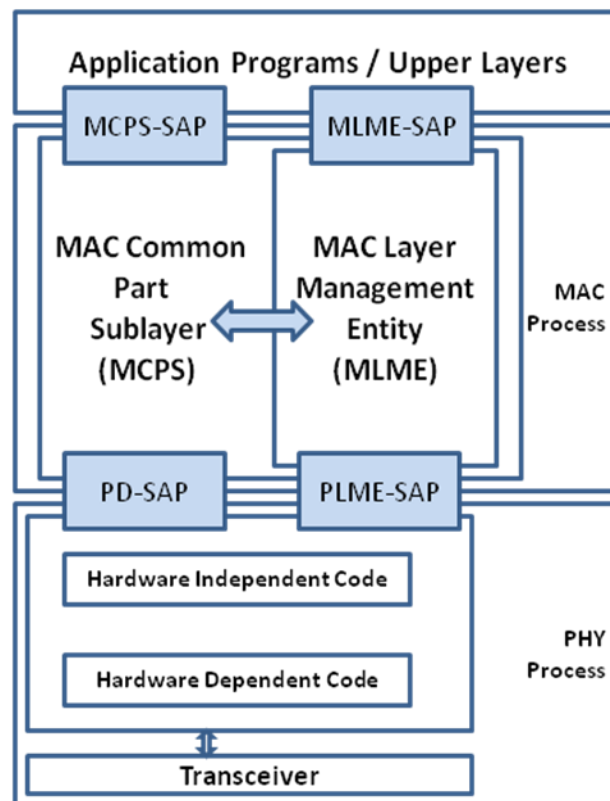 Application Programs / Upper Layers
MCPS-SAP
MLME-SAP
MAC Common
Part
Sublayer
(MCPS)
MAC Layer
Management
Entity
(MLME)
MAC
Process
PD-SAP
PLME-SAP
Hardware Independent Code
Hardware Dependent Code
PHY
Process
Transceiver